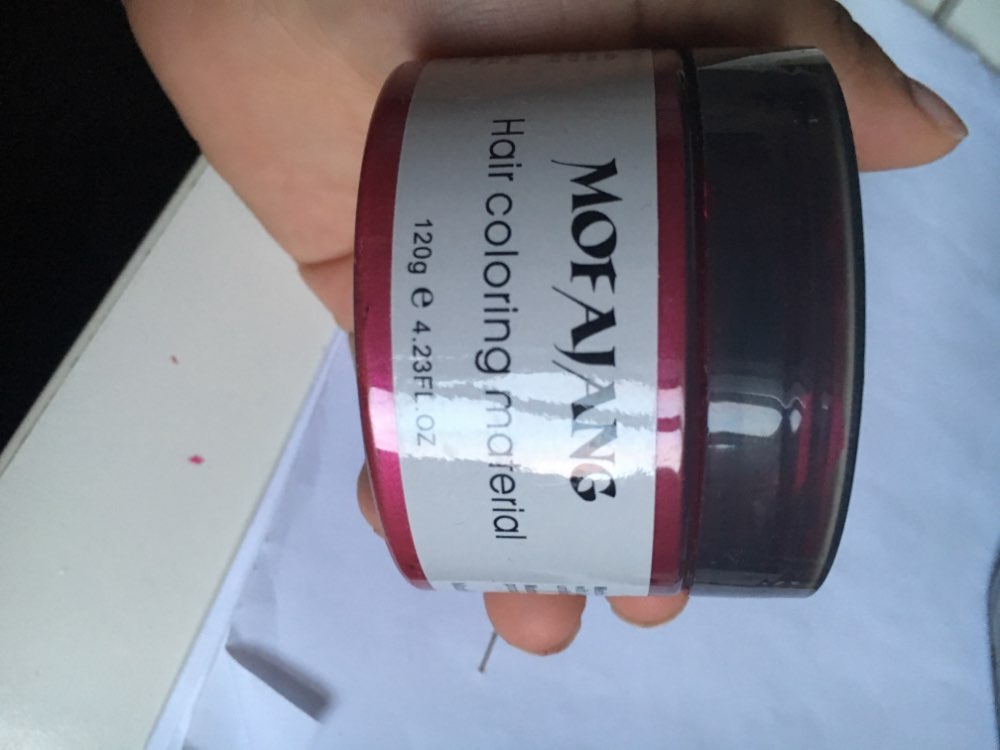 MOFAJANG
Hair coloring material
120g e 4.23FL.OZ